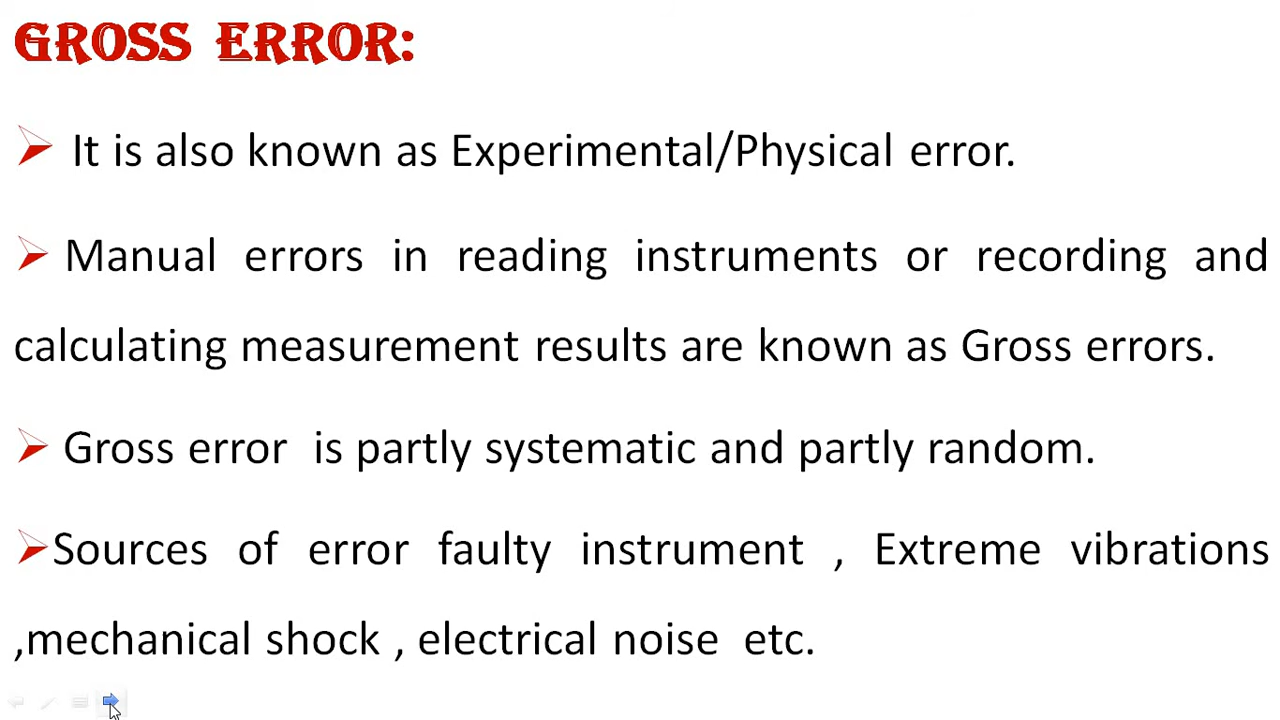 GROSS ERROR:
It is also known as Experimental/Physical error.
Manual errors in reading instruments or recording and
calculating measurement results are known as Gross errors.
Gross error is partly systematic and partly random.
Sources of error faulty instrument , Extreme vibrations
,mechanical shock , electrical noise etc.